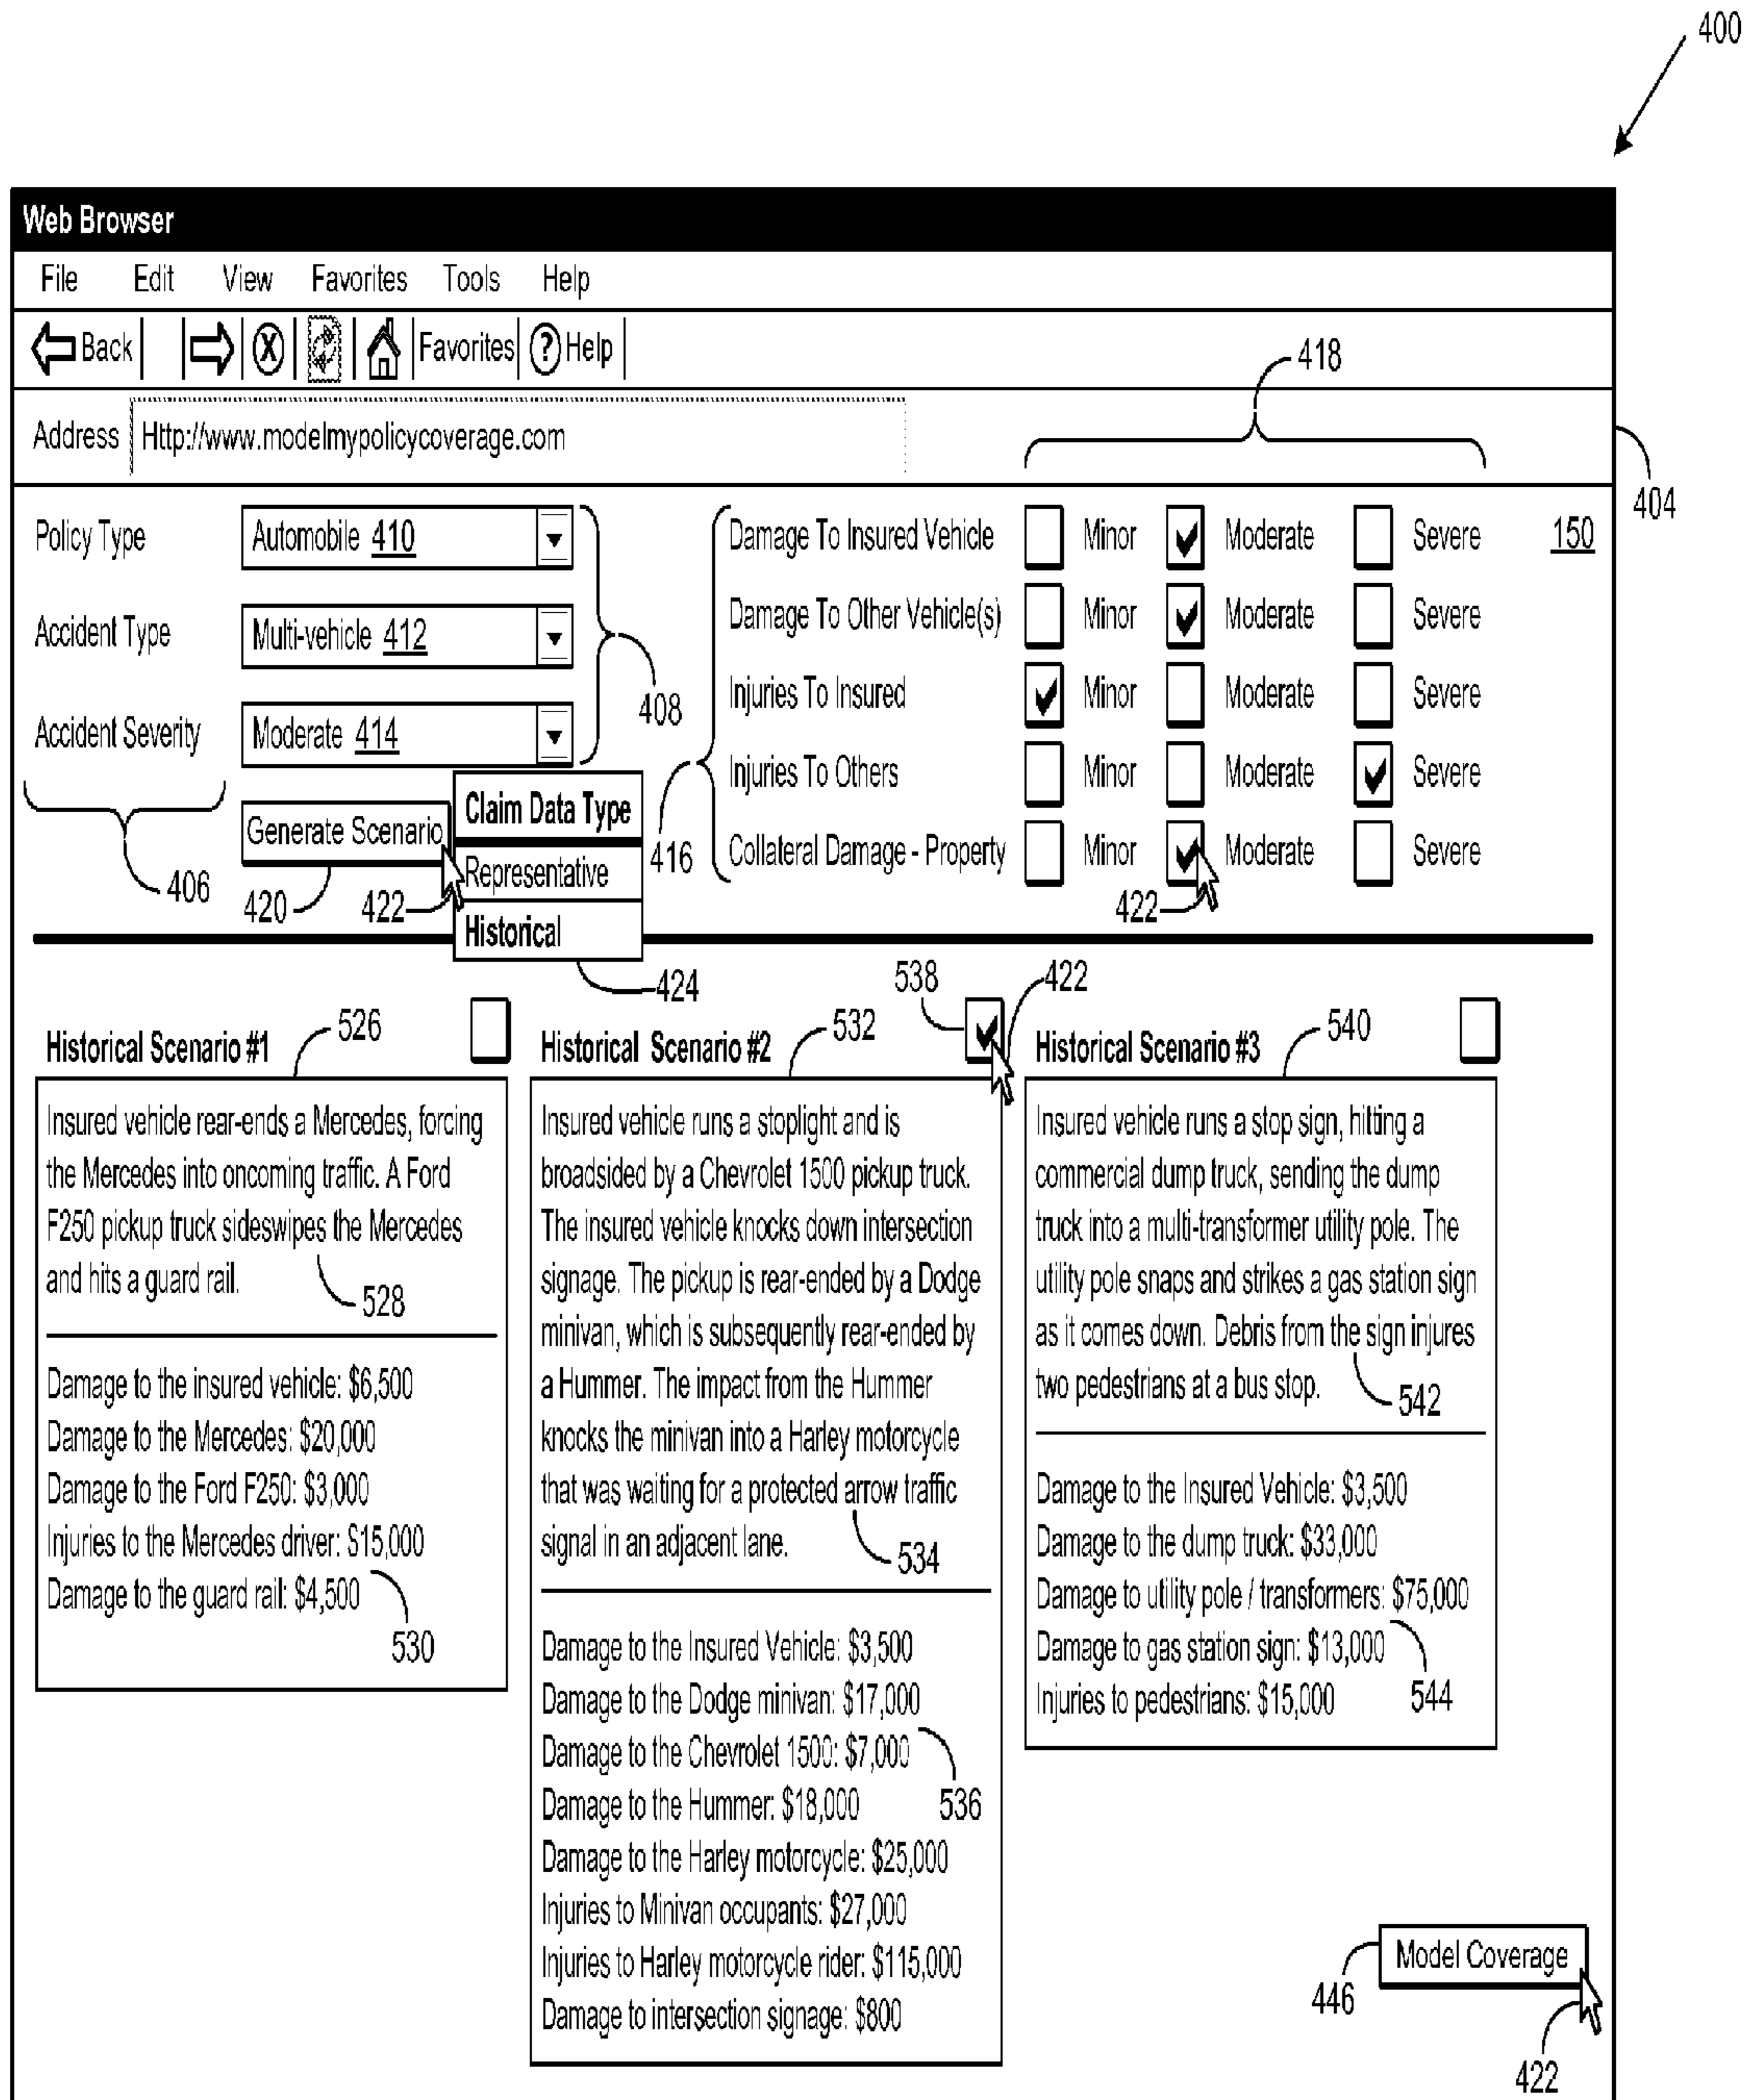 400
Web Browser
File Edit View Favorites Tools Help
Back Favorites ? Help
418
Address Http://www.modelmypolicycoverage.com
404
150
Policy Type Automobile 410
Accident Type Multi-vehicle 412
408
Accident Severity Moderate 414
406
Generate Scenario
420
422
Claim Data Type
Representative
Historical
424
416
Damage To Insured Vehicle Minor Moderate Severe
Damage To Other Vehicle(s) Minor Moderate Severe
Injuries To Insured Minor Moderate Severe
Injuries To Others Minor Moderate Severe
Collateral Damage - Property Minor Moderate Severe
422
Historical Scenario #1
526
Insured vehicle rear-ends a Mercedes, forcing
the Mercedes into oncoming traffic. A Ford
F250 pickup truck sideswipes the Mercedes
and hits a guard rail.
528
Damage to the insured vehicle: $6,500
Damage to the Mercedes: $20,000
Damage to the Ford F250: $3,000
Injuries to the Mercedes driver: S15,000
Damage to the guard rail: $4,500
530
Historical Scenario #2
532
538
422
Insured vehicle runs a stoplight and is
broadsided by a Chevrolet 1500 pickup truck.
The insured vehicle knocks down intersection
signage. The pickup is rear-ended by a Dodge
minivan, which is subsequently rear-ended by
a Hummer. The impact from the Hummer
knocks the minivan into a Harley motorcycle
that was waiting for a protected arrow traffic
signal in an adjacent lane.
534
Damage to the Insured Vehicle: $3,500
Damage to the Dodge minivan: $17,000
Damage to the Chevrolet 1500: $7,000
Damage to the Hummer: $18,000
536
Damage to the Harley motorcycle: $25,000
Injuries to Minivan occupants: $27,000
Injuries to Harley motorcycle rider: $115,000
Damage to intersection signage: $800
Historical Scenario #3
540
Insured vehicle runs a stop sign, hitting a
commercial dump truck, sending the dump
truck into a multi-transformer utility pole. The
utility pole snaps and strikes a gas station sign
as it comes down. Debris from the sign injures
two pedestrians at a bus stop.
542
Damage to the Insured Vehicle: $3,500
Damage to the dump truck: $33,000
Damage to utility pole / transformers: $75,000
Damage to gas station sign: $13,000
Injuries to pedestrians: $15,000
544
Model Coverage
446
422